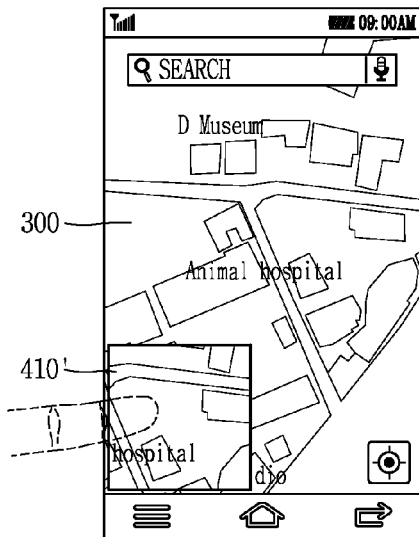 09:00AM
SEARCH
D Museum
300
Animal hospital
410'
hospital
dio